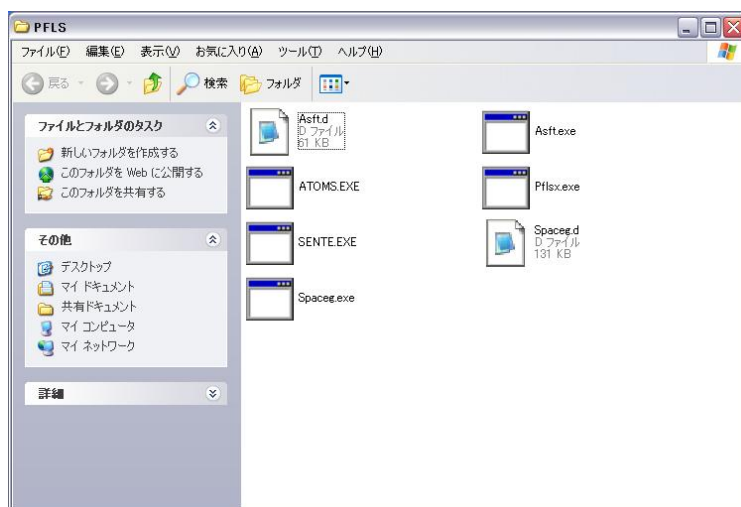 PFLS
ファイル(F) 編集(E) 表示(V) お気に入り(A) ツール(T) ヘルプ(H)
戻る 検索 フォルダ
ファイルとフォルダのタスク
新しいフォルダを作成する
このフォルダを Web に公開する
このフォルダを共有する
その他
デスクトップ
マイ ドキュメント
共有ドキュメント
マイ コンピュータ
マイ ネットワーク
詳細
Asft.d
D ファイル
61 KB
Asft.exe
ATOMS.EXE
Pflsx.exe
SENTE.EXE
Spaceg.d
D ファイル
131 KB
Spaceg.exe